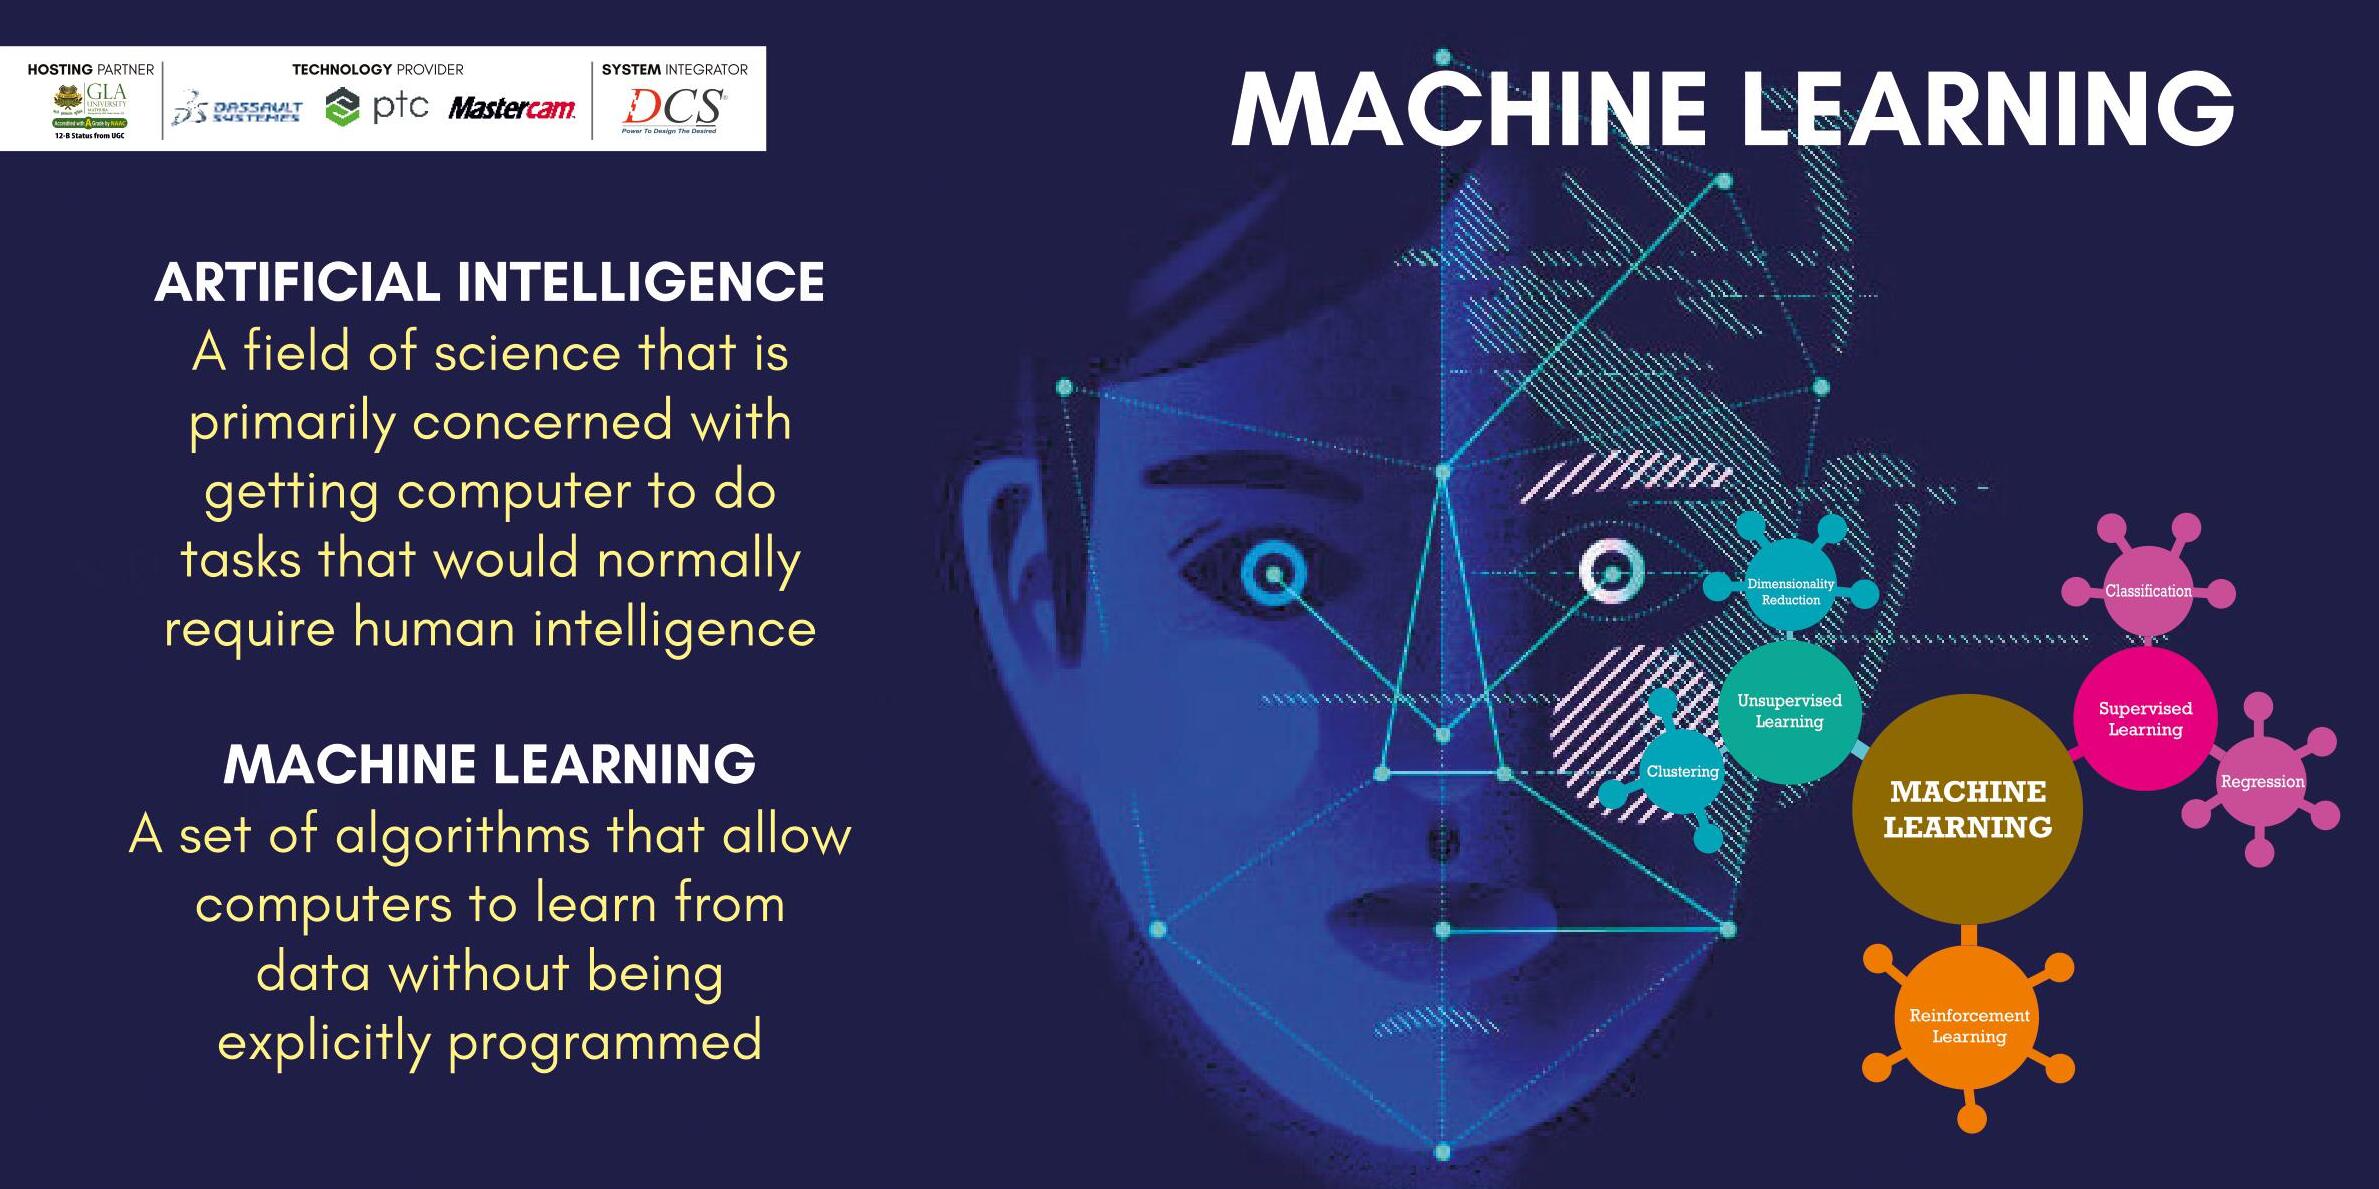 HOSTING PARTNER
GLA
UNIVERSITY
MATHURA
Accredited with A Grade by NAAC
12-B Status from UGC
TECHNOLOGY PROVIDER
DASSAULT
SYSTEMES
ptc
Mastercam.
SYSTEM INTEGRATOR
DCS
Power To Design The Desired
MACHINE LEARNING
ARTIFICIAL INTELLIGENCE
A field of science that is
primarily concerned with
getting computer to do
tasks that would normally
require human intelligence
MACHINE LEARNING
A set of algorithms that allow
computers to learn from
data without being
explicitly programmed
Dimensionality
Reduction
Unsupervised
Learning
Clustering
MACHINE
LEARNING
Classification
Supervised
Learning
Regression
Reinforcement
Learning